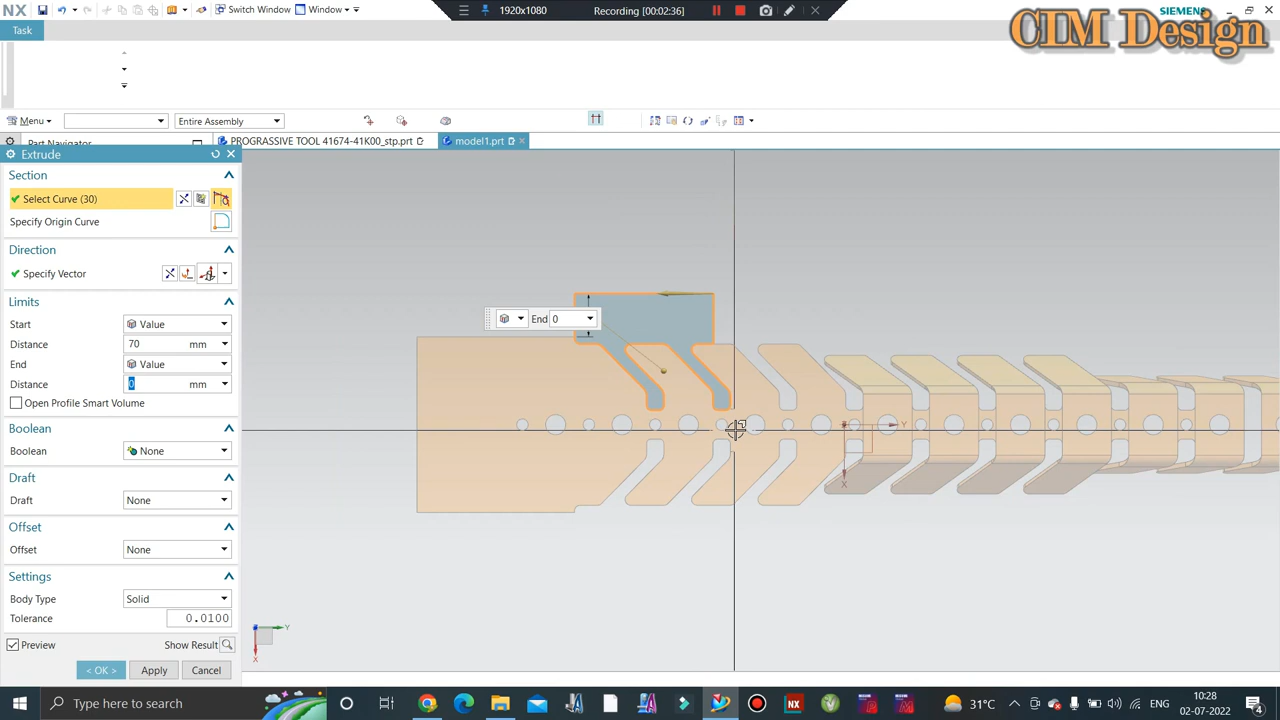 NX
Switch Window
Window
1920x1080
Recording [00:02:36]
SIEMENS
CIM Design
Task
Menu
Entire Assembly
Part Navigator
PROGRASSIVE TOOL 41674-41K00_stp.prt
model1.prt
Extrude
Section
Select Curve (30)
Specify Origin Curve
Direction
Specify Vector
Limits
Start
Value
Distance
70
mm
End
Value
Distance
0
mm
Open Profile Smart Volume
Boolean
Boolean
None
Draft
Draft
None
Offset
Offset
None
Settings
Body Type
Solid
Tolerance
0.0100
Preview
Show Result
< OK >
Apply
Cancel
End 0
Y
X
Y
X
Type here to search
31°C
ENG
10:28
02-07-2022
4